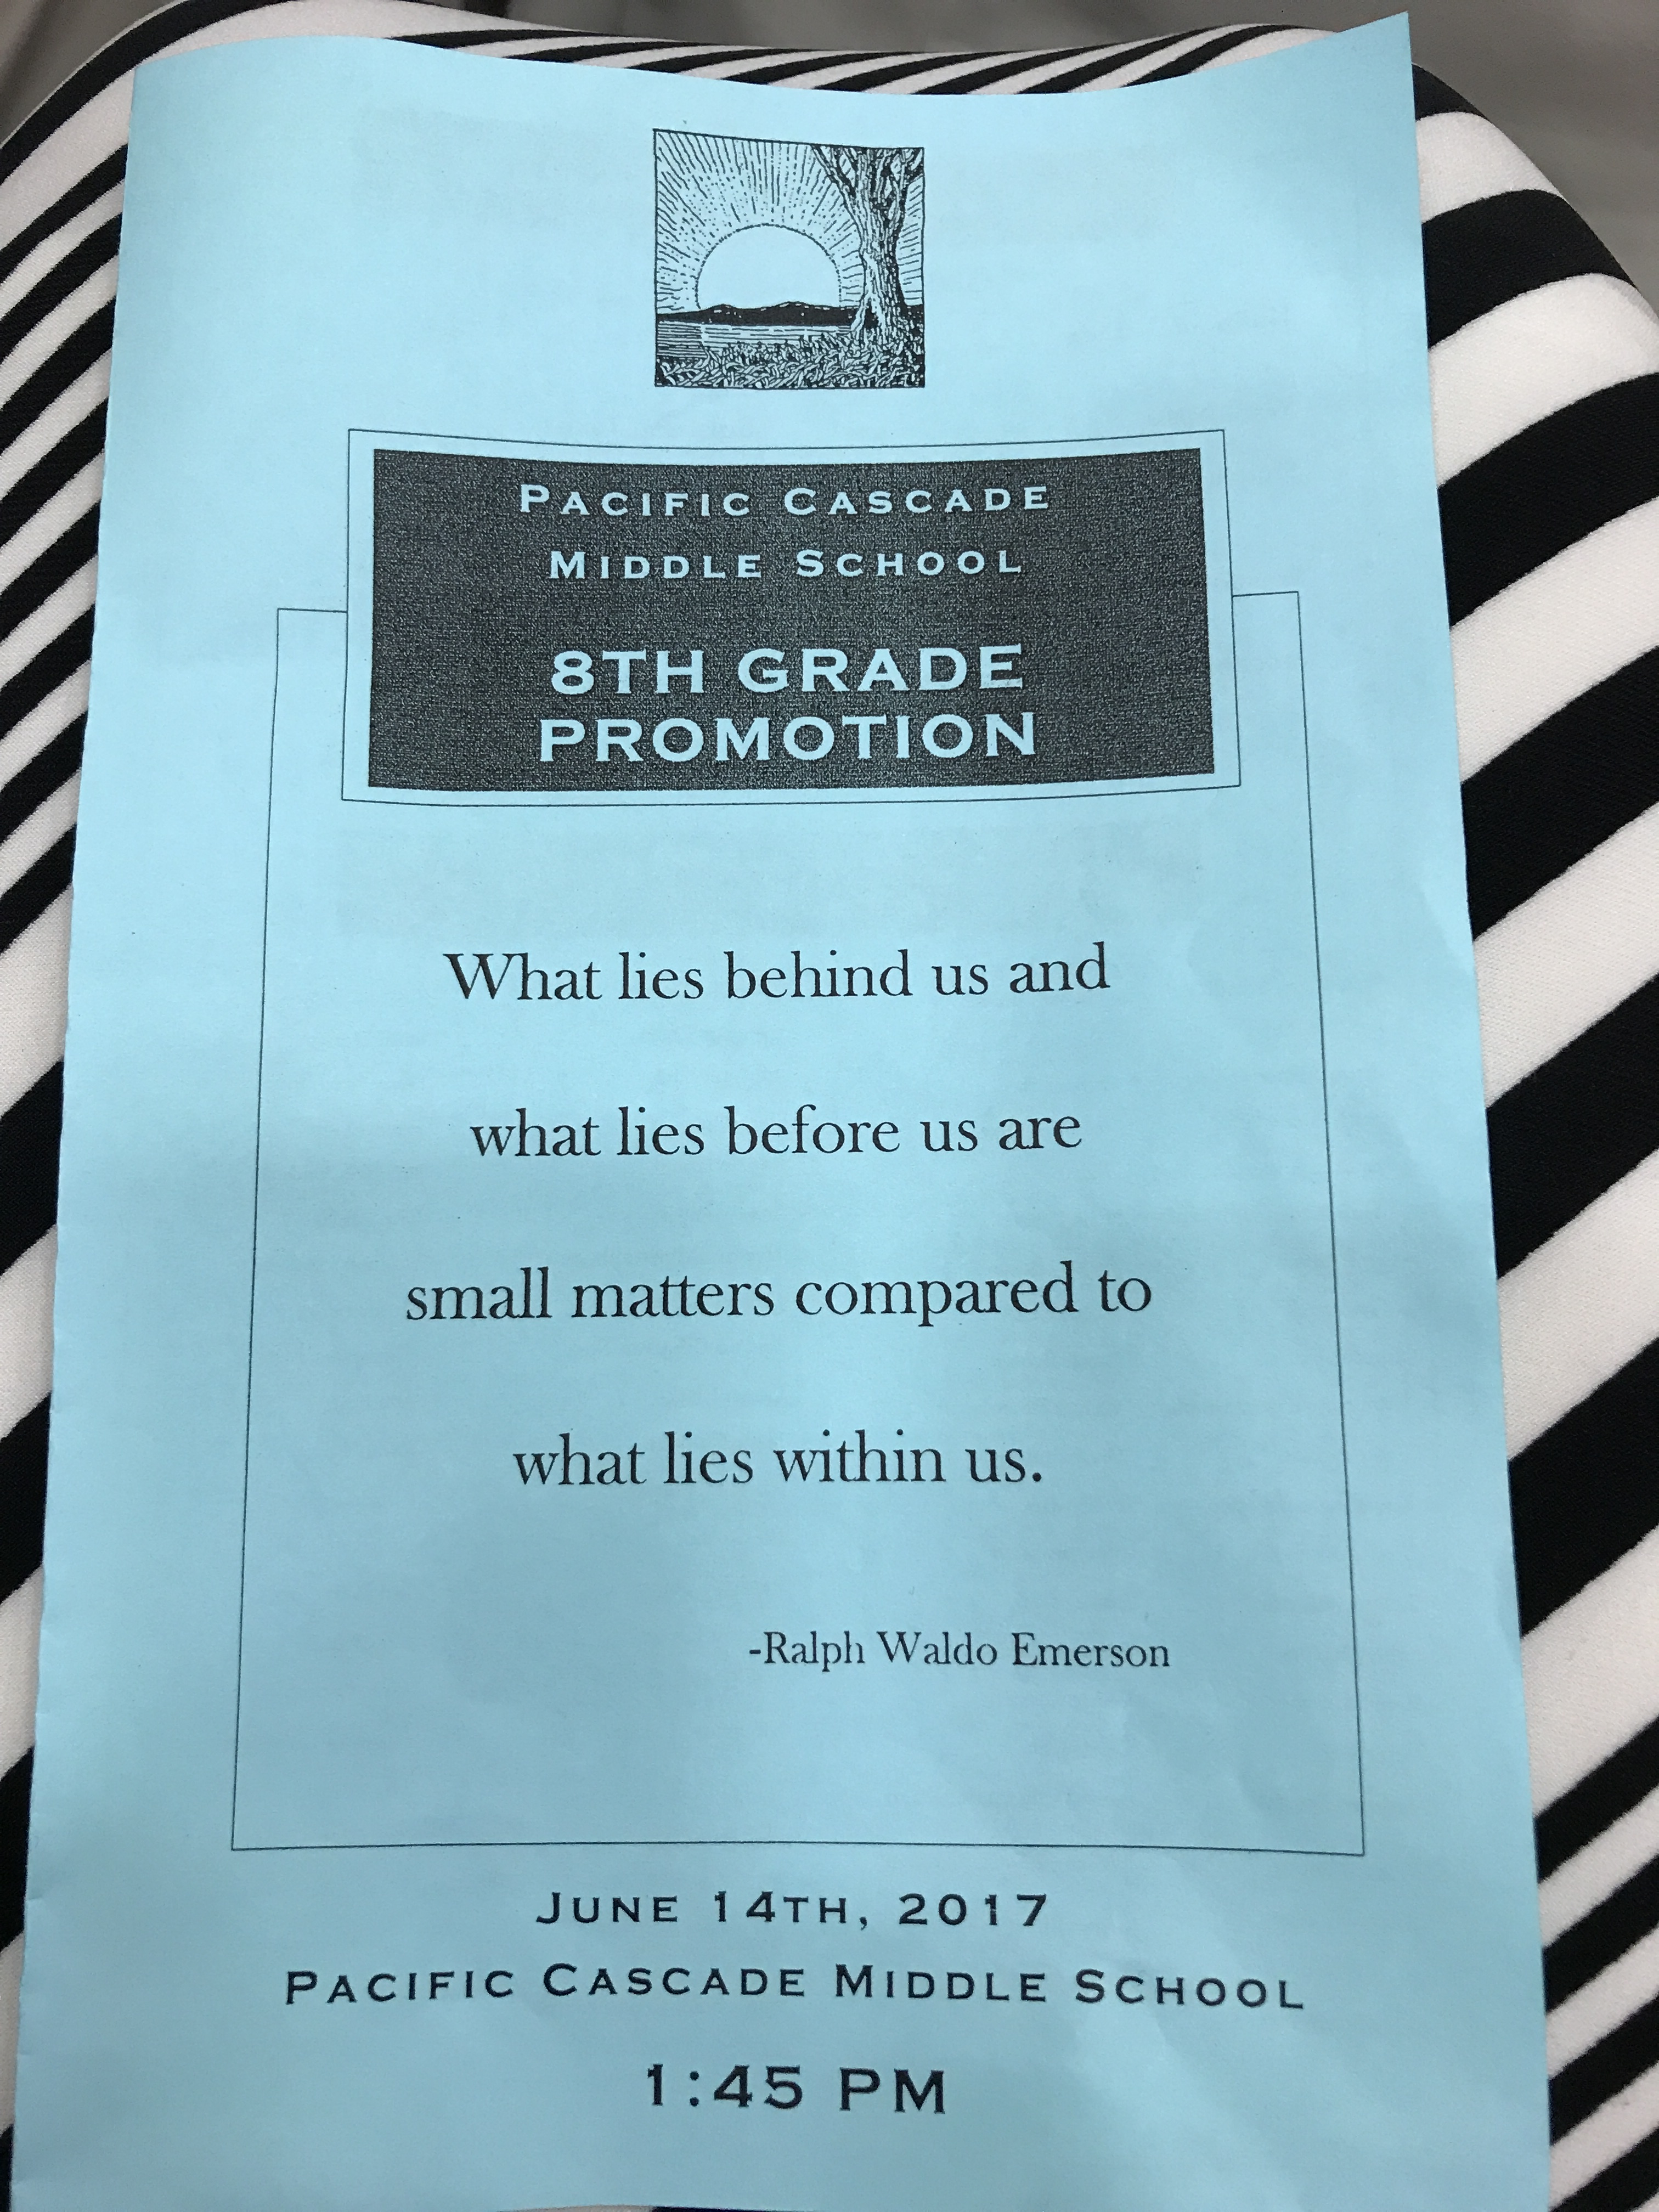 PACIFIC CASCADE
MIDDLE SCHOOL
8TH GRADE
PROMOTION
What lies behind us and
what lies before us are
small matters compared to
what lies within us.
-Ralph Waldo Emerson
JUNE 14TH, 2017
PACIFIC CASCADE MIDDLE SCHOOL
1:45 PM